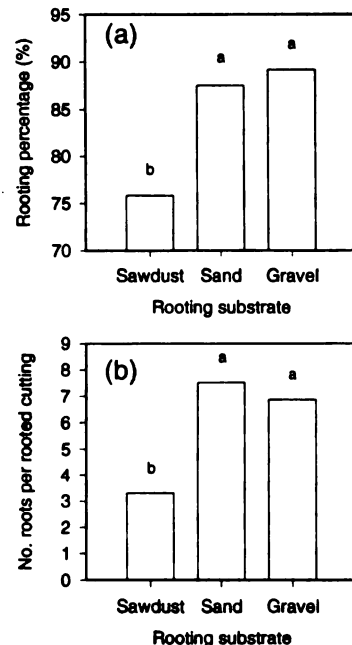 (a)
Rooting percentage (%)
95
90
85
80
75
70
a
a
b
Sawdust Sand Gravel
Rooting substrate
(b)
No. roots per rooted cutting
9
8
7
6
5
4
3
2
1
0
a
a
b
Sawdust Sand Gravel
Rooting substrate